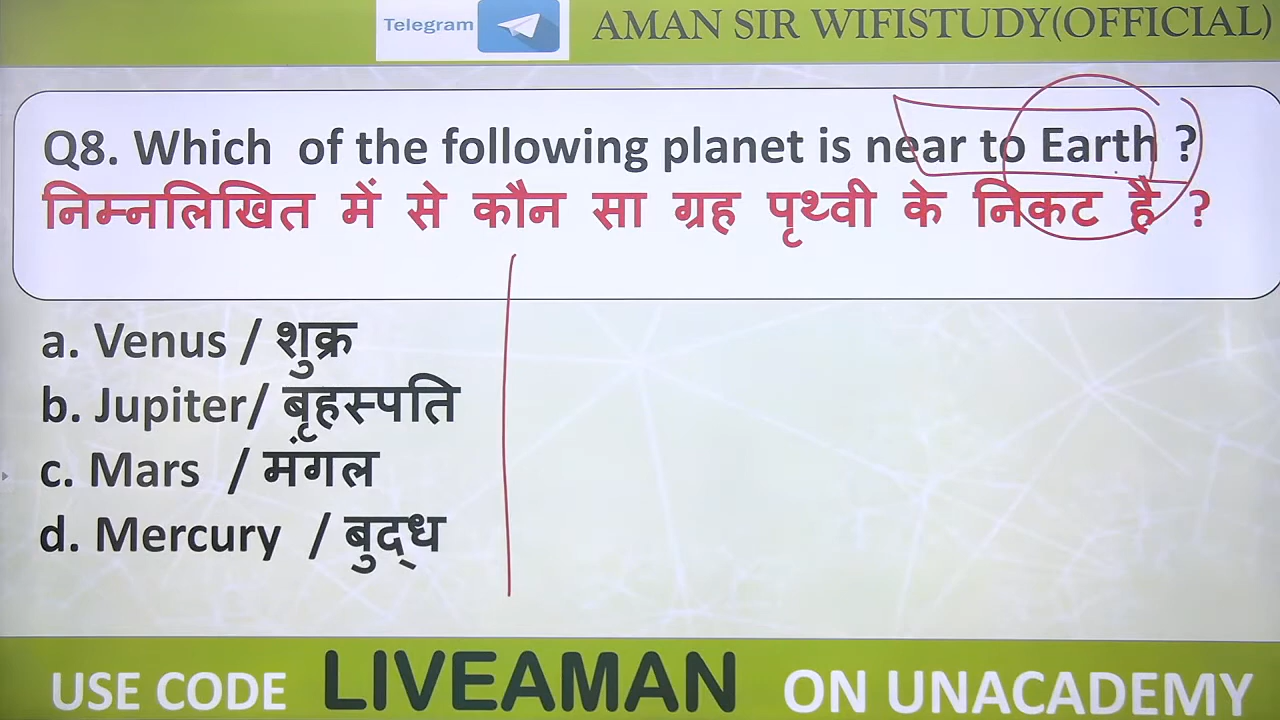 Telegram
AMAN SIR WIFISTUDY(OFFICIAL)
Q8. Which of the following planet is near to Earth ?
निम्नलिखित में से कौन सा ग्रह पृथ्वी के निकट है ?
a. Venus / शुक्र
b. Jupiter/ बृहस्पति
c. Mars / मंगल
d. Mercury / बुद्ध
USE CODE LIVEAMAN ON UNACADEMY